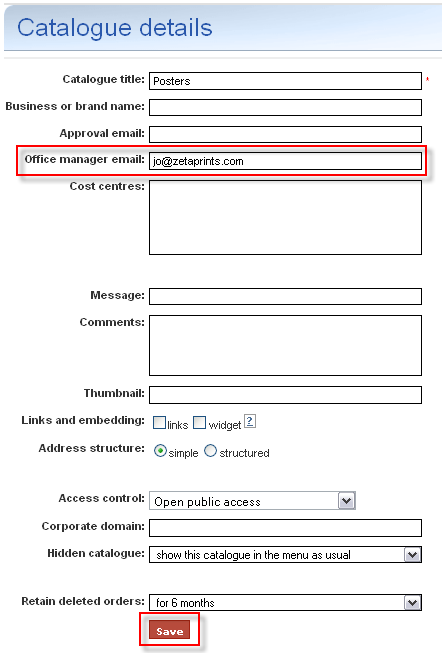 Catalogue details
Catalogue title: Posters *
Business or brand name:
Approval email:
Office manager email: jo@zetaprints.com
Cost centres:
Message:
Comments:
Thumbnail:
Links and embedding: links widget ?
Address structure: simple structured
Access control: Open public access
Corporate domain:
Hidden catalogue: show this catalogue in the menu as usual
Retain deleted orders: for 6 months
Save